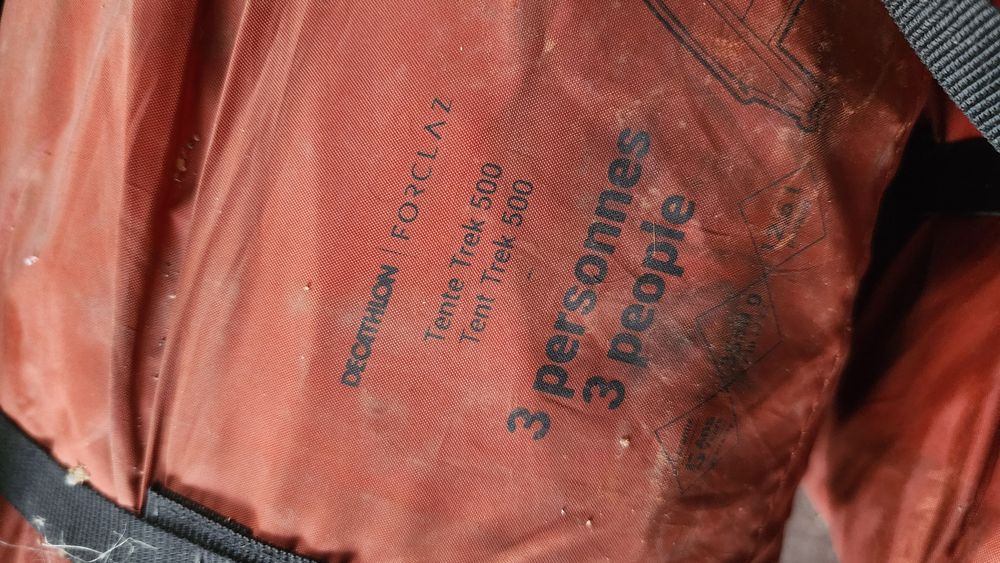 DECATHLON | FORCLAZ
Tente Trek 500
Tent Trek 500
3 personnes
3 people